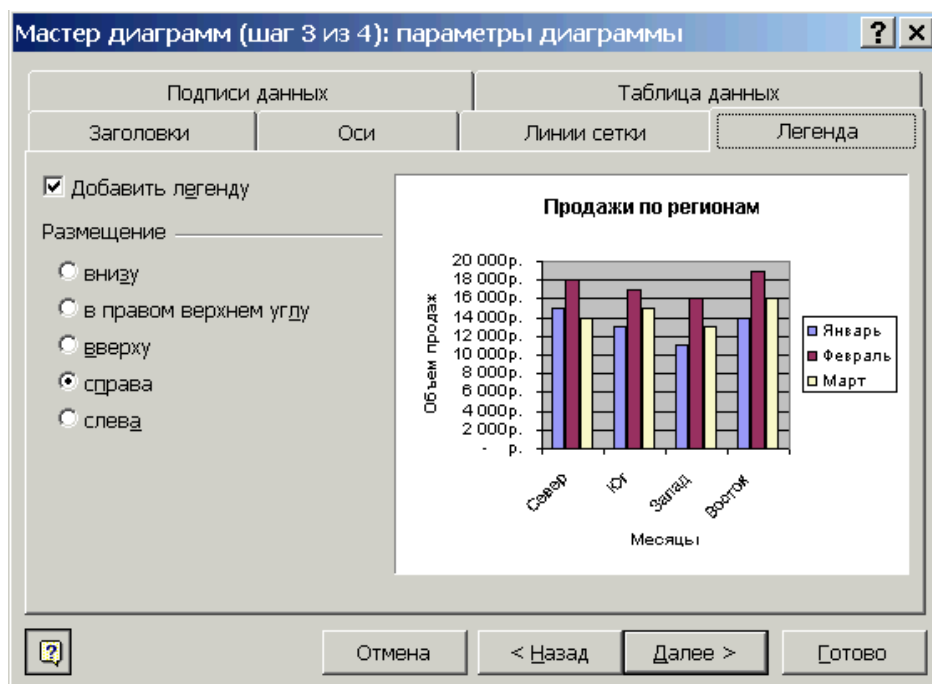 Мастер диаграмм (шаг 3 из 4): параметры диаграммы
Подписи данных
Таблица данных
Заголовки
Оси
Линии сетки
Легенда
Добавить легенду
Размещение
внизу
в правом верхнем углу
вверху
справа
слева
Продажи по регионам
Объем продаж
20 000р.
18 000р.
16 000р.
14 000р.
12 000р.
10 000р.
8 000р.
6 000р.
4 000р.
2 000р.
- р.
Север
Юг
Запад
Восток
Месяцы
Январь
Февраль
Март
Отмена
< Назад
Далее >
Готово